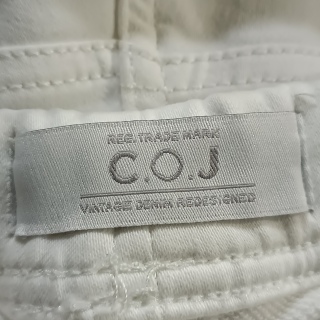 REG. TRADE MARK
C.O.J
VINTAGE DENIM REDESIGNED